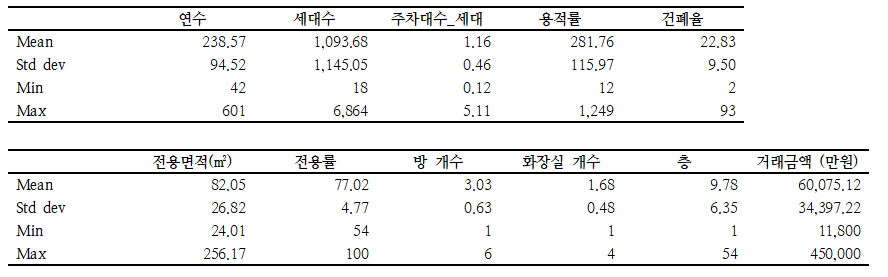 연수 세대수 주차대수_세대 용적률 건폐율
Mean 238.57 1,093.68 1.16 281.76 22.83
Std dev 94.52 1,145.05 0.46 115.97 9.50
Min 42 18 0.12 12 2
Max 601 6,864 5.11 1,249 93
전용면적(㎡) 전용률 방 개수 화장실 개수 층 거래금액 (만원)
Mean 82.05 77.02 3.03 1.68 9.78 60,075.12
Std dev 26.82 4.77 0.63 0.48 6.35 34,397.22
Min 24.01 54 1 1 1 11,800
Max 256.17 100 6 4 54 450,000